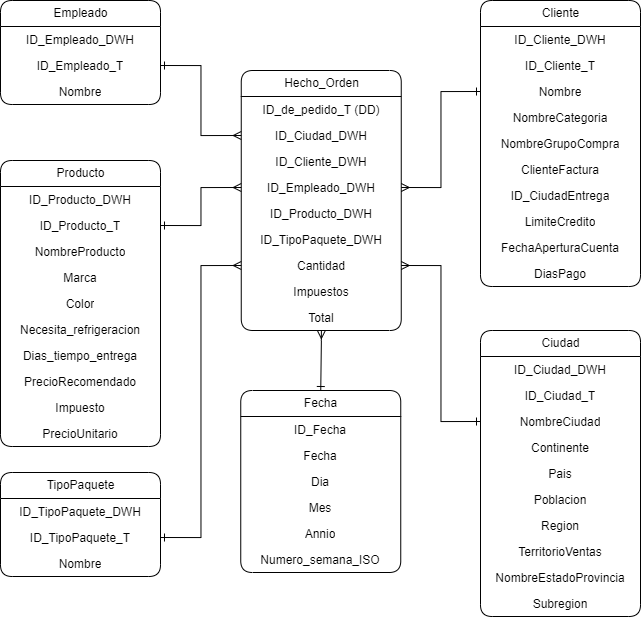 Empleado
ID_Empleado_DWH
ID_Empleado_T
Nombre
Producto
ID_Producto_DWH
ID_Producto_T
NombreProducto
Marca
Color
Necesita_refrigeracion
Dias_tiempo_entrega
PrecioRecomendado
Impuesto
PrecioUnitario
TipoPaquete
ID_TipoPaquete_DWH
ID_TipoPaquete_T
Nombre
Hecho_Orden
ID_de_pedido_T (DD)
ID_Ciudad_DWH
ID_Cliente_DWH
ID_Empleado_DWH
ID_Producto_DWH
ID_TipoPaquete_DWH
Cantidad
Impuestos
Total
Fecha
ID_Fecha
Fecha
Dia
Mes
Annio
Numero_semana_ISO
Cliente
ID_Cliente_DWH
ID_Cliente_T
Nombre
NombreCategoria
NombreGrupoCompra
ClienteFactura
ID_CiudadEntrega
LimiteCredito
FechaAperturaCuenta
DiasPago
Ciudad
ID_Ciudad_DWH
ID_Ciudad_T
NombreCiudad
Continente
Pais
Poblacion
Region
TerritorioVentas
NombreEstadoProvincia
Subregion